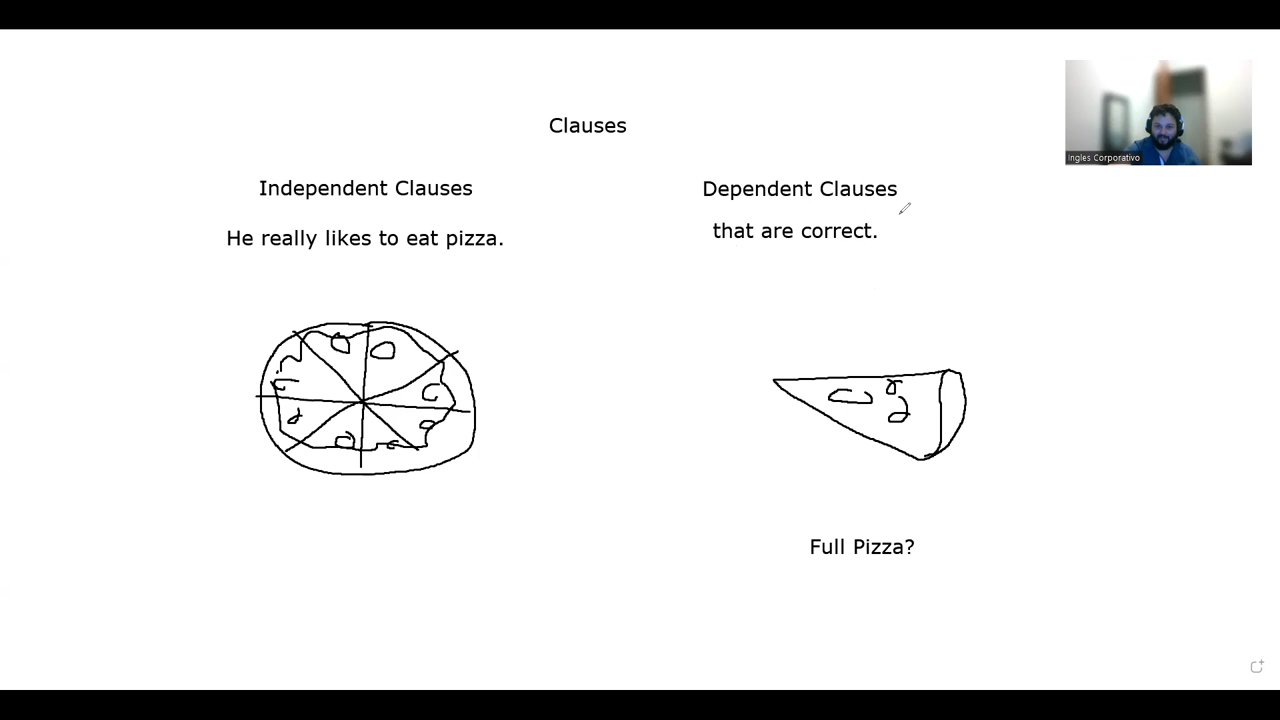 Clauses
Independent Clauses
Dependent Clauses
He really likes to eat pizza.
that are correct.
Full Pizza?
Ingles Corporativo